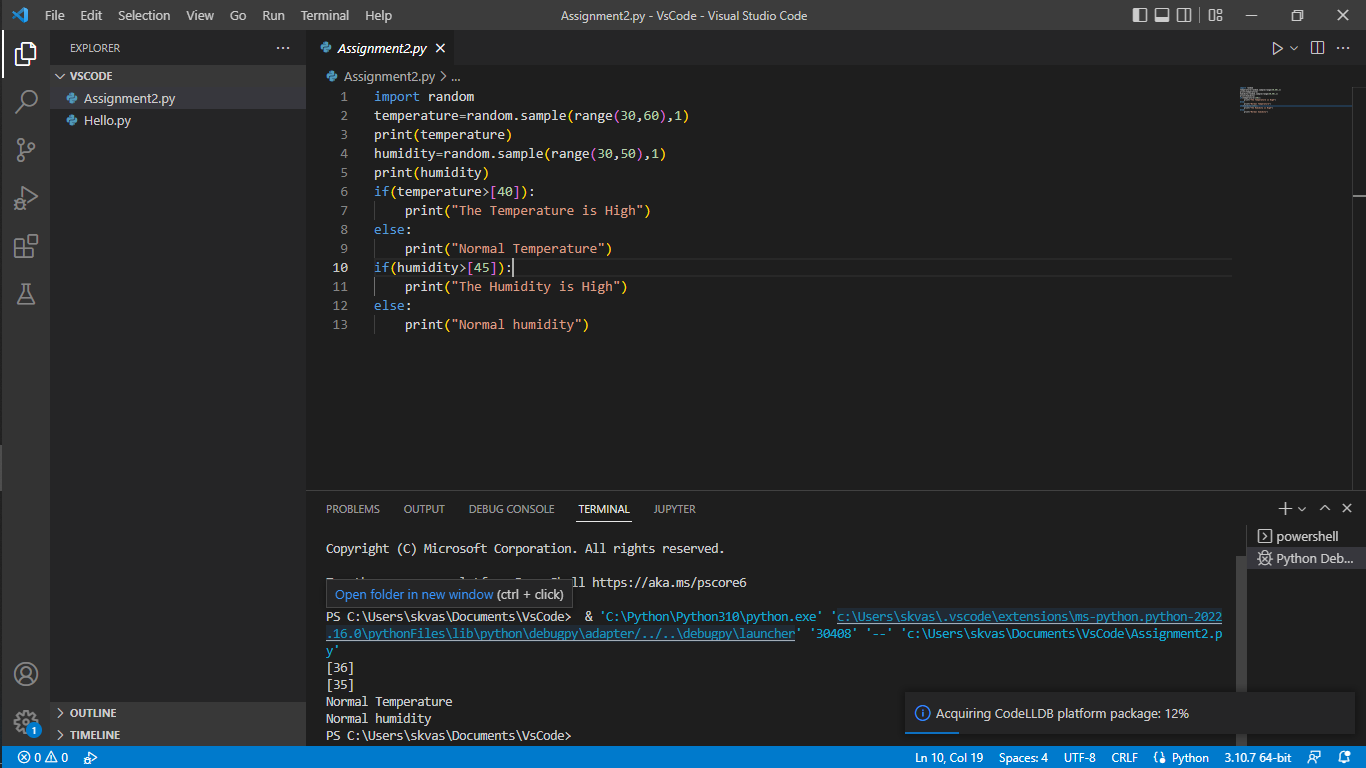 File Edit Selection View Go Run Terminal Help Assignment2.py - VsCode - Visual Studio Code
EXPLORER
VSCODE
Assignment2.py
Hello.py
OUTLINE
TIMELINE
1
Assignment2.py
Assignment2.py > ...
1 import random
2 temperature=random.sample(range(30,60),1)
3 print(temperature)
4 humidity=random.sample(range(30,50),1)
5 print(humidity)
6 if(temperature>[40]):
7     print("The Temperature is High")
8 else:
9     print("Normal Temperature")
10 if(humidity>[45]):
11     print("The Humidity is High")
12 else:
13     print("Normal humidity")
PROBLEMS OUTPUT DEBUG CONSOLE TERMINAL JUPYTER
powershell
Python Deb...
Copyright (C) Microsoft Corporation. All rights reserved.
https://aka.ms/pscore6
Open folder in new window (ctrl + click)
PS C:\Users\skvas\Documents\VsCode>  & 'C:\Python\Python310\python.exe' 'c:\Users\skvas\.vscode\extensions\ms-python.python-2022
.16.0\pythonFiles\lib\python\debugpy\adapter/../..\debugpy\launcher' '30408' '--' 'c:\Users\skvas\Documents\VsCode\Assignment2.p
y'
[36]
[35]
Normal Temperature
Normal humidity
PS C:\Users\skvas\Documents\VsCode>
Acquiring CodeLLDB platform package: 12%
0 0 Ln 10, Col 19 Spaces: 4 UTF-8 CRLF Python 3.10.7 64-bit